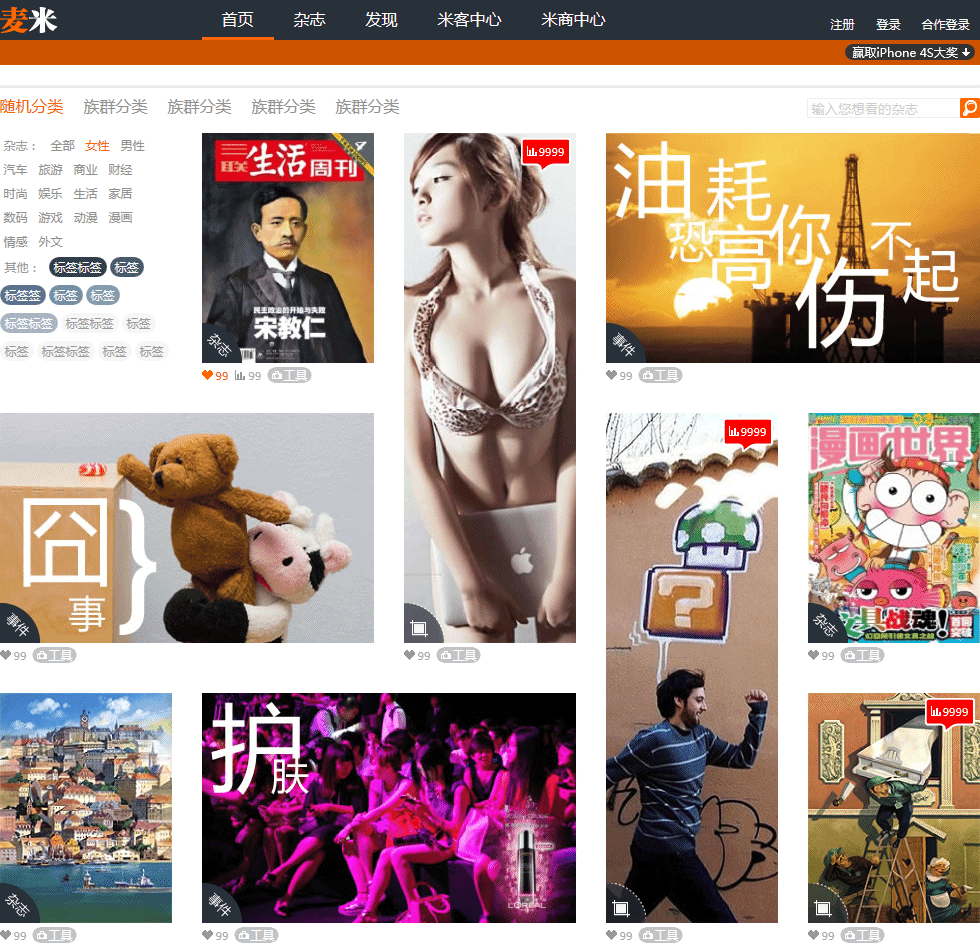 麦米 首页 杂志 发现 米客中心 米商中心 注册 登录 合作登录
赢取iPhone 4S大奖
随机分类 族群分类 族群分类 族群分类 族群分类 输入您想看的杂志
杂志： 全部 女性 男性
汽车 旅游 商业 财经
时尚 娱乐 生活 家居
数码 游戏 动漫 漫画
情感 外文
其他： 标签标签 标签
标签签 标签 标签
标签标签 标签标签 标签
标签 标签标签 标签 标签
生活周刊
民主政治的开始与失败
宋教仁
杂志
99 99 工具
9999
99 工具
油耗
恐高你不
伤起
事件
99 工具
囧}
事
事件
99 工具
9999
?
99 工具
漫画世界
文具战魂!
首回
突破
杂志
99 工具
杂志
99 工具
护
肤
L'OREAL
事件
99 工具
9999
99 工具